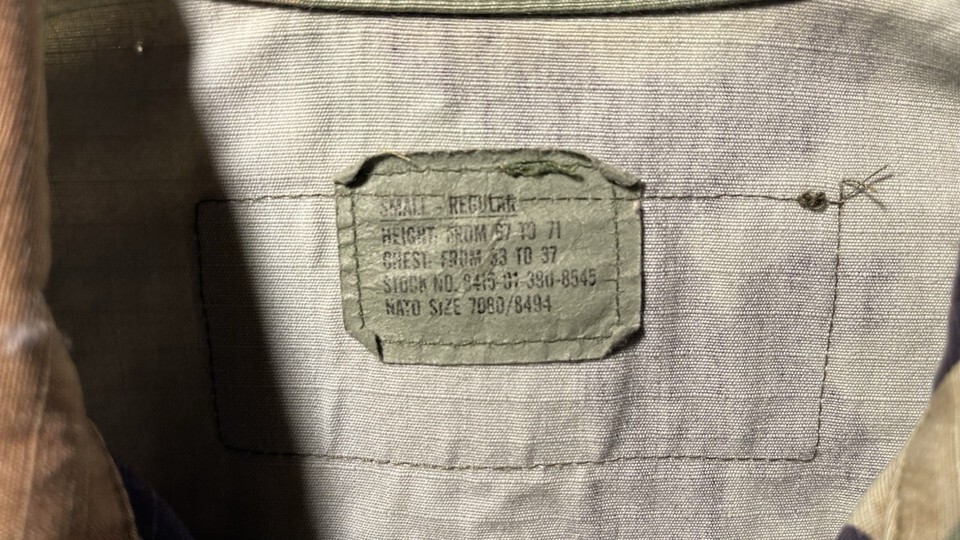 SMALL - REGULAR
HEIGHT: FROM 67 TO 71
CHEST: FROM 33 TO 37
STOCK NO. 8415-01-390-8545
NATO SIZE 7080/8494